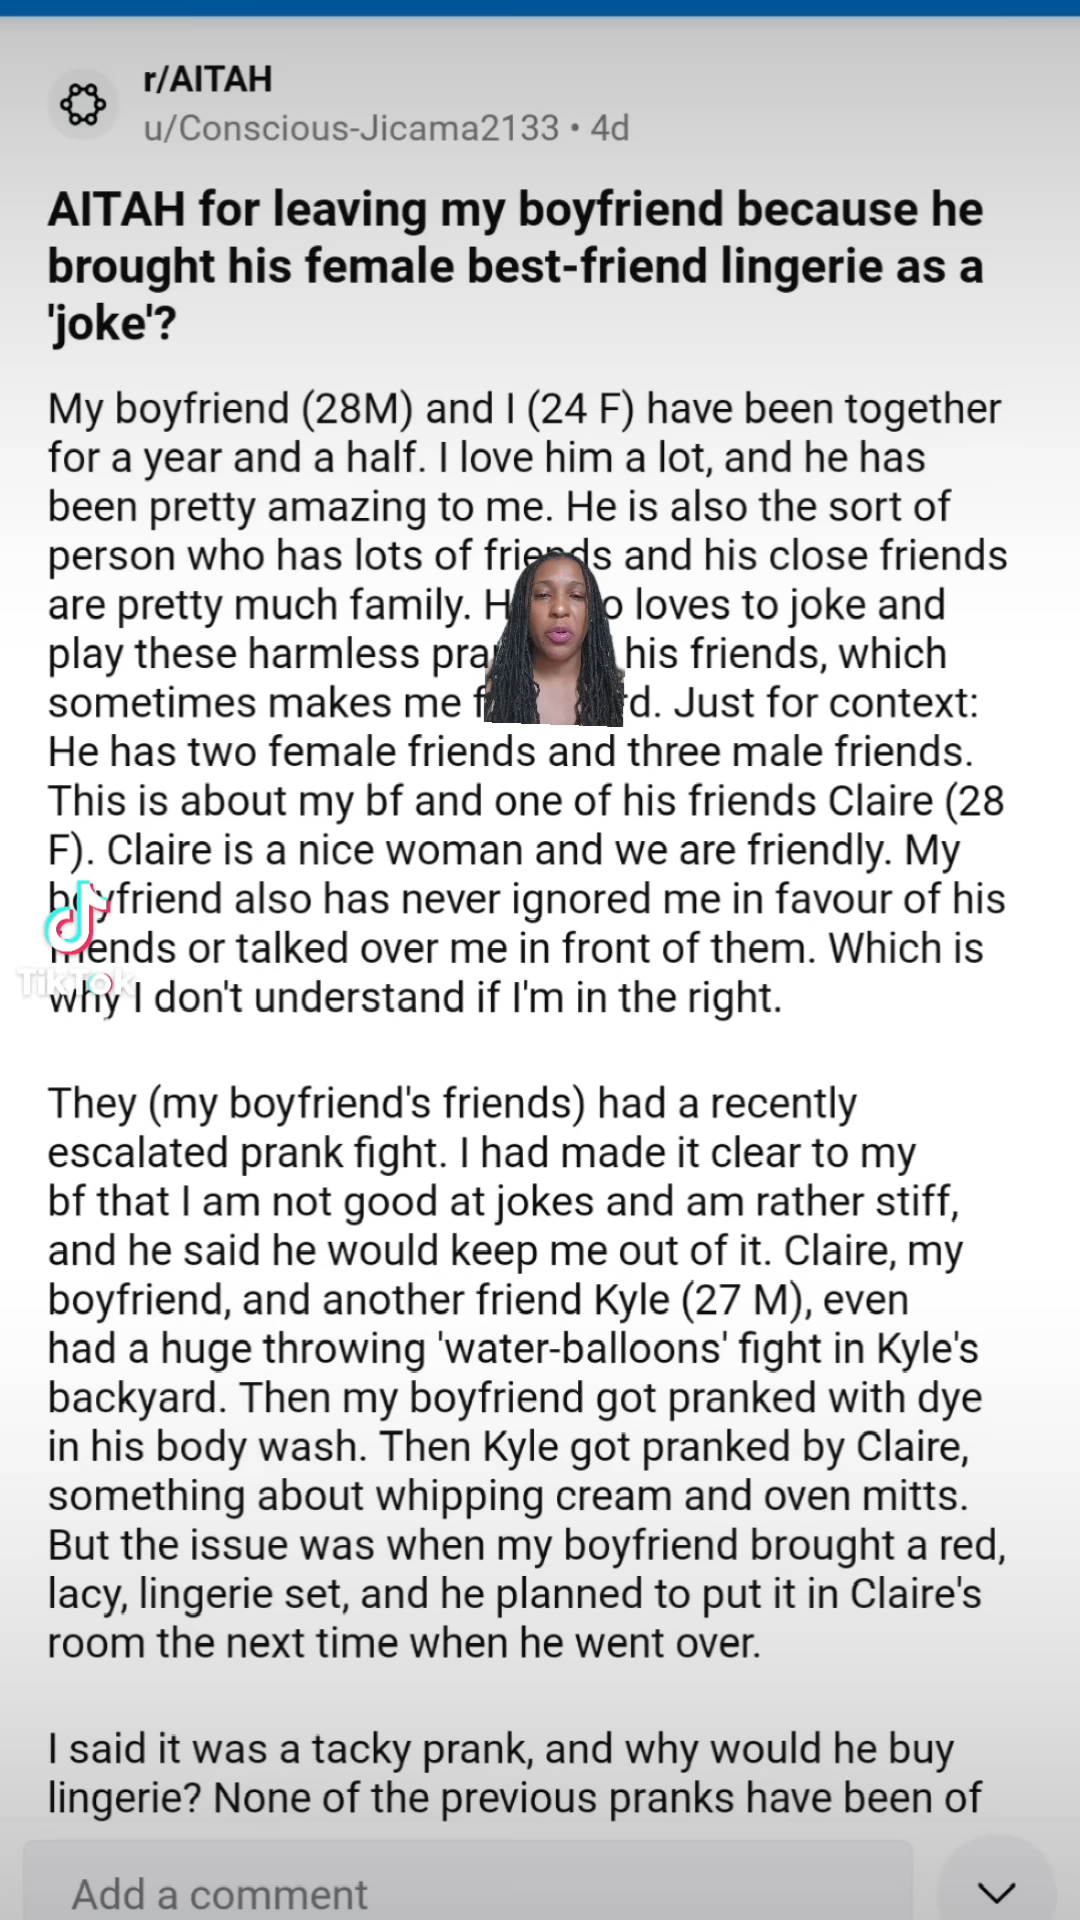 r/AITAH
u/Conscious-Jicama2133 • 4d
AITAH for leaving my boyfriend because he
brought his female best-friend lingerie as a
'joke'?
My boyfriend (28M) and I (24 F) have been together
for a year and a half. I love him a lot, and he has
been pretty amazing to me. He is also the sort of
person who has lots of friends and his close friends
are pretty much family. H o loves to joke and
play these harmless pra his friends, which
sometimes makes me f rd. Just for context:
He has two female friends and three male friends.
This is about my bf and one of his friends Claire (28
F). Claire is a nice woman and we are friendly. My
boyfriend also has never ignored me in favour of his
friends or talked over me in front of them. Which is
why I don't understand if I'm in the right.
TikTok
They (my boyfriend's friends) had a recently
escalated prank fight. I had made it clear to my
bf that I am not good at jokes and am rather stiff,
and he said he would keep me out of it. Claire, my
boyfriend, and another friend Kyle (27 M), even
had a huge throwing 'water-balloons' fight in Kyle's
backyard. Then my boyfriend got pranked with dye
in his body wash. Then Kyle got pranked by Claire,
something about whipping cream and oven mitts.
But the issue was when my boyfriend brought a red,
lacy, lingerie set, and he planned to put it in Claire's
room the next time when he went over.
I said it was a tacky prank, and why would he buy
lingerie? None of the previous pranks have been of
Add a comment